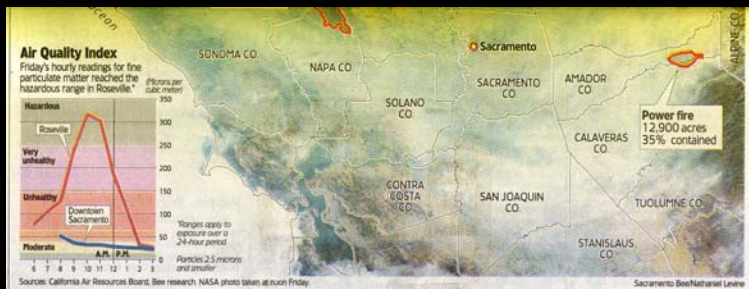 Ocean
Air Quality Index
Friday's hourly readings for fine
particulate matter reached the
hazardous range in Roseville.*
(Microns per
cubic meter)
350
Hazardous
300
Roseville
250
200
Very
unhealthy
150
Unhealthy
100
Downtown
Sacramento
50
Moderate
A.M. P.M.
0
6 7 8 9 10 11 12 1 2 3
*Ranges apply to
exposure over a
24-hour period.
Particles 2.5 microns
and smaller
SONOMA CO.
NAPA CO.
Sacramento
SACRAMENTO
CO.
AMADOR
CO.
ALPINE CO.
SOLANO
CO.
Power fire
12,900 acres
35% contained
CALAVERAS
CO.
CONTRA
COSTA
CO.
SAN JOAQUIN
CO.
TUOLUMNE CO.
STANISLAUS
CO.
Sources: California Air Resources Board, Bee research. NASA photo taken at noon Friday.
Sacramento Bee/Nathaniel Levine